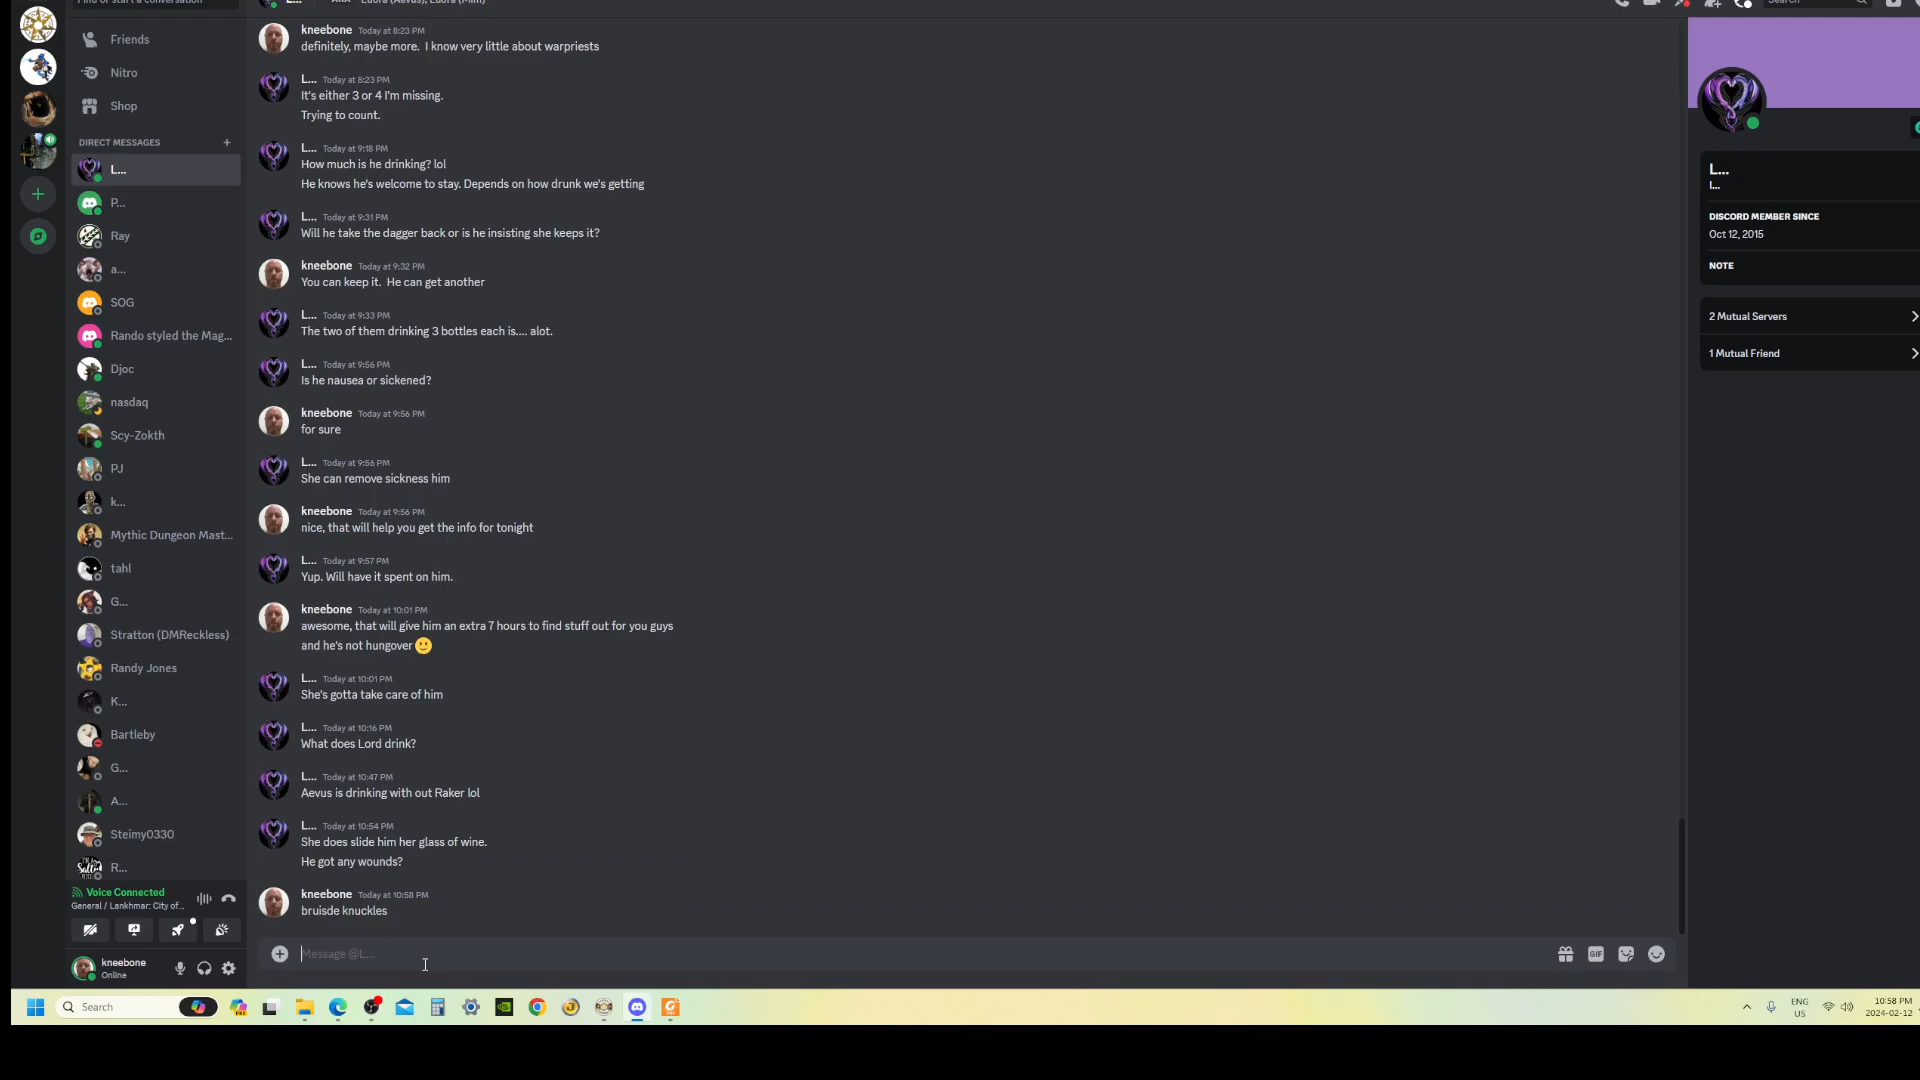 Find or start a conversation
Friends
Nitro
Shop
DIRECT MESSAGES
L...
P...
Ray
a...
SOG
Rando styled the Mag...
Djoc
nasdaq
Scy-Zokth
PJ
k...
Mythic Dungeon Mast...
tahl
G...
Stratton (DMReckless)
Randy Jones
K...
Bartleby
G...
A...
Steimy0330
R...
Voice Connected
General / Lankhmar: City of...
kneebone
Online
kneebone Today at 8:23 PM
definitely, maybe more. I know very little about warpriests
L... Today at 8:23 PM
It's either 3 or 4 I'm missing.
Trying to count.
L... Today at 9:18 PM
How much is he drinking? lol
He knows he's welcome to stay. Depends on how drunk we's getting
L... Today at 9:31 PM
Will he take the dagger back or is he insisting she keeps it?
kneebone Today at 9:32 PM
You can keep it. He can get another
L... Today at 9:33 PM
The two of them drinking 3 bottles each is.... alot.
L... Today at 9:56 PM
Is he nausea or sickened?
kneebone Today at 9:56 PM
for sure
L... Today at 9:56 PM
She can remove sickness him
kneebone Today at 9:56 PM
nice, that will help you get the info for tonight
L... Today at 9:57 PM
Yup. Will have it spent on him.
kneebone Today at 10:01 PM
awesome, that will give him an extra 7 hours to find stuff out for you guys
and he's not hungover
L... Today at 10:01 PM
She's gotta take care of him
L... Today at 10:16 PM
What does Lord drink?
L... Today at 10:47 PM
Aevus is drinking with out Raker lol
L... Today at 10:54 PM
She does slide him her glass of wine.
He got any wounds?
kneebone Today at 10:58 PM
bruisde knuckles
Message @L...
GIF
Search
L...
L...
DISCORD MEMBER SINCE
Oct 12, 2015
NOTE
2 Mutual Servers
1 Mutual Friend
Search
ENG
US
10:58 PM
2024-02-12